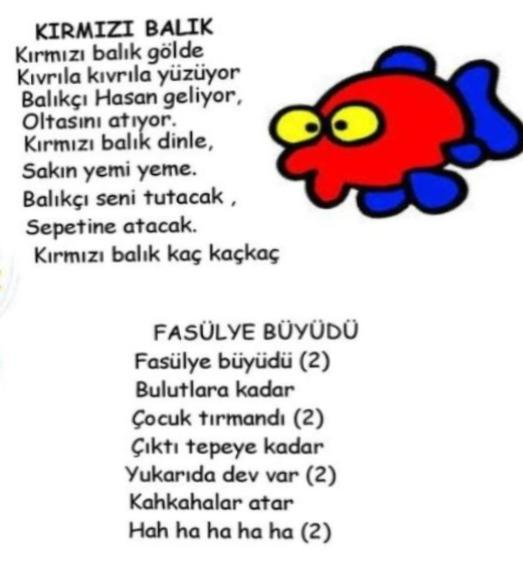 KIRMIZI BALIK
Kırmızı balık gölde
Kıvrıla kıvrıla yüzüyor
Balıkçı Hasan geliyor,
Oltasını atıyor.
Kırmızı balık dinle,
Sakın yemi yeme.
Balıkçı seni tutacak ,
Sepetine atacak.
Kırmızı balık kaç kaçkaç
FASÜLYE BÜYÜDÜ
Fasülye büyüdü (2)
Bulutlara kadar
Çocuk tırmandı (2)
Çıktı tepeye kadar
Yukarıda dev var (2)
Kahkahalar atar
Hah ha ha ha ha (2)